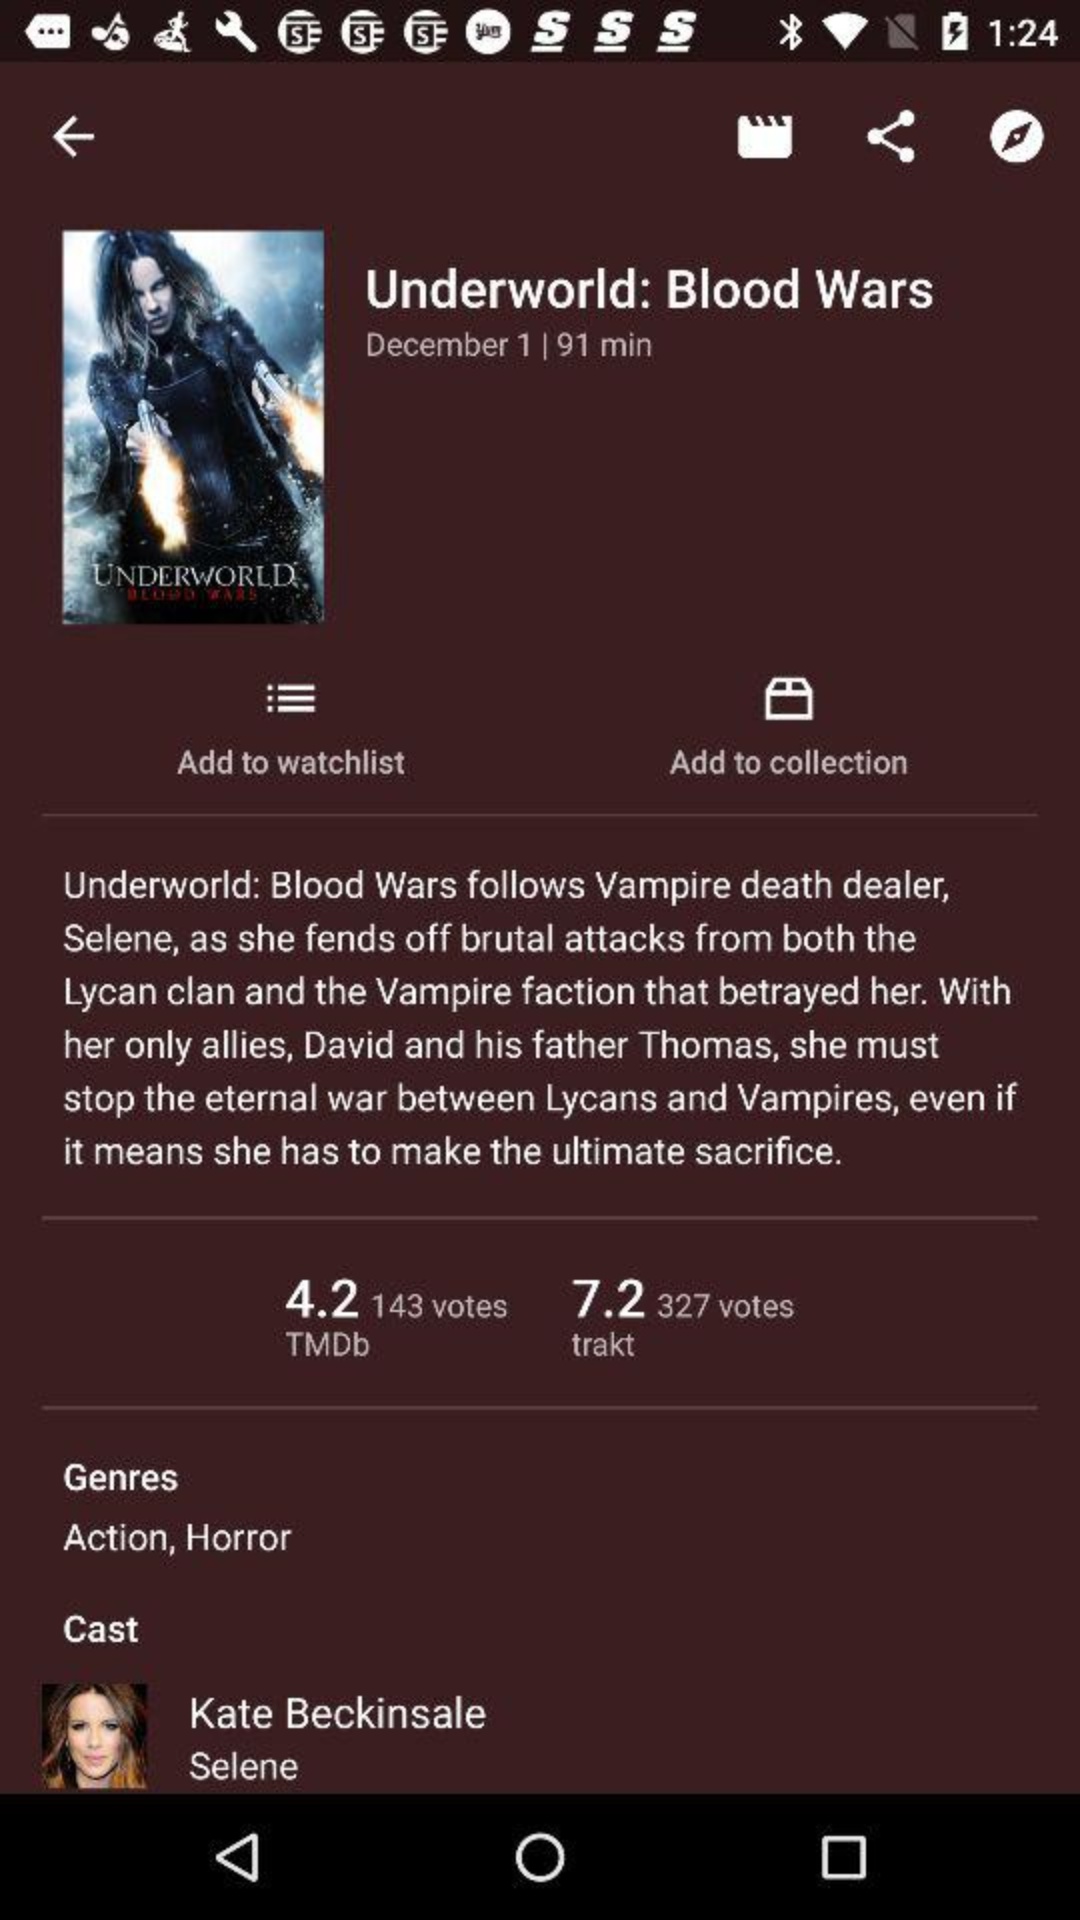 1:24
Underworld: Blood Wars
December 1 | 91 min
UNDERWORLD
BLOOD WARS
Add to watchlist
Add to collection
Underworld: Blood Wars follows Vampire death dealer,
Selene, as she fends off brutal attacks from both the
Lycan clan and the Vampire faction that betrayed her. With
her only allies, David and his father Thomas, she must
stop the eternal war between Lycans and Vampires, even if
it means she has to make the ultimate sacrifice.
4.2 143 votes
TMDb
7.2 327 votes
trakt
Genres
Action, Horror
Cast
Kate Beckinsale
Selene